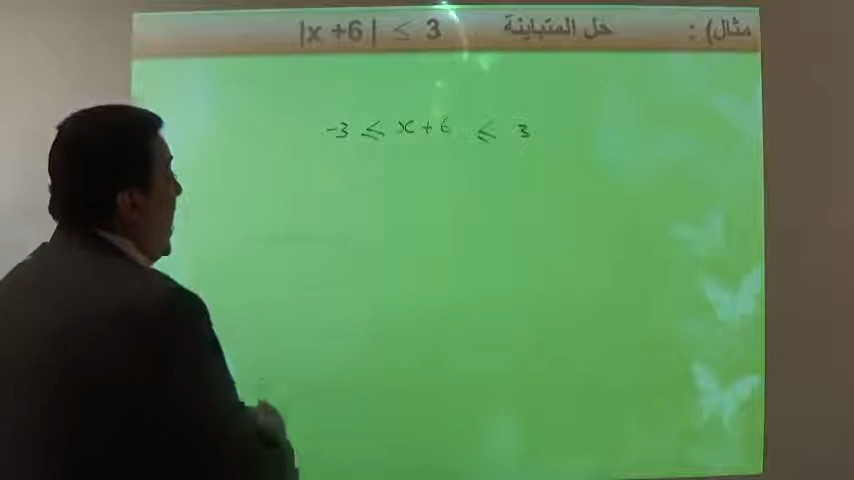 مثال) : حل المتباينة |x +6| ≤ 3
-3 ≤ x+6 ≤ 3